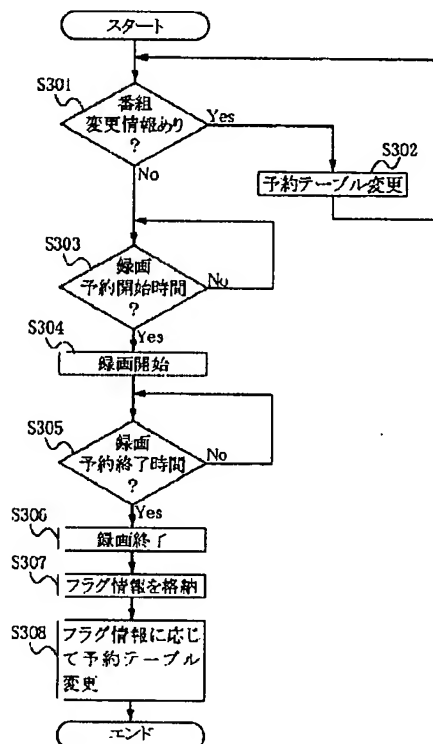 スタート
S301
番組
変更情報あり
?
Yes
No
S302
予約テーブル変更
S303
録画
予約開始時間
?
No
Yes
S304
録画開始
S305
録画
予約終了時間
?
No
Yes
S306
録画終了
S307
フラグ情報を格納
S308
フラグ情報に応じ
て予約テーブル
変更
エンド